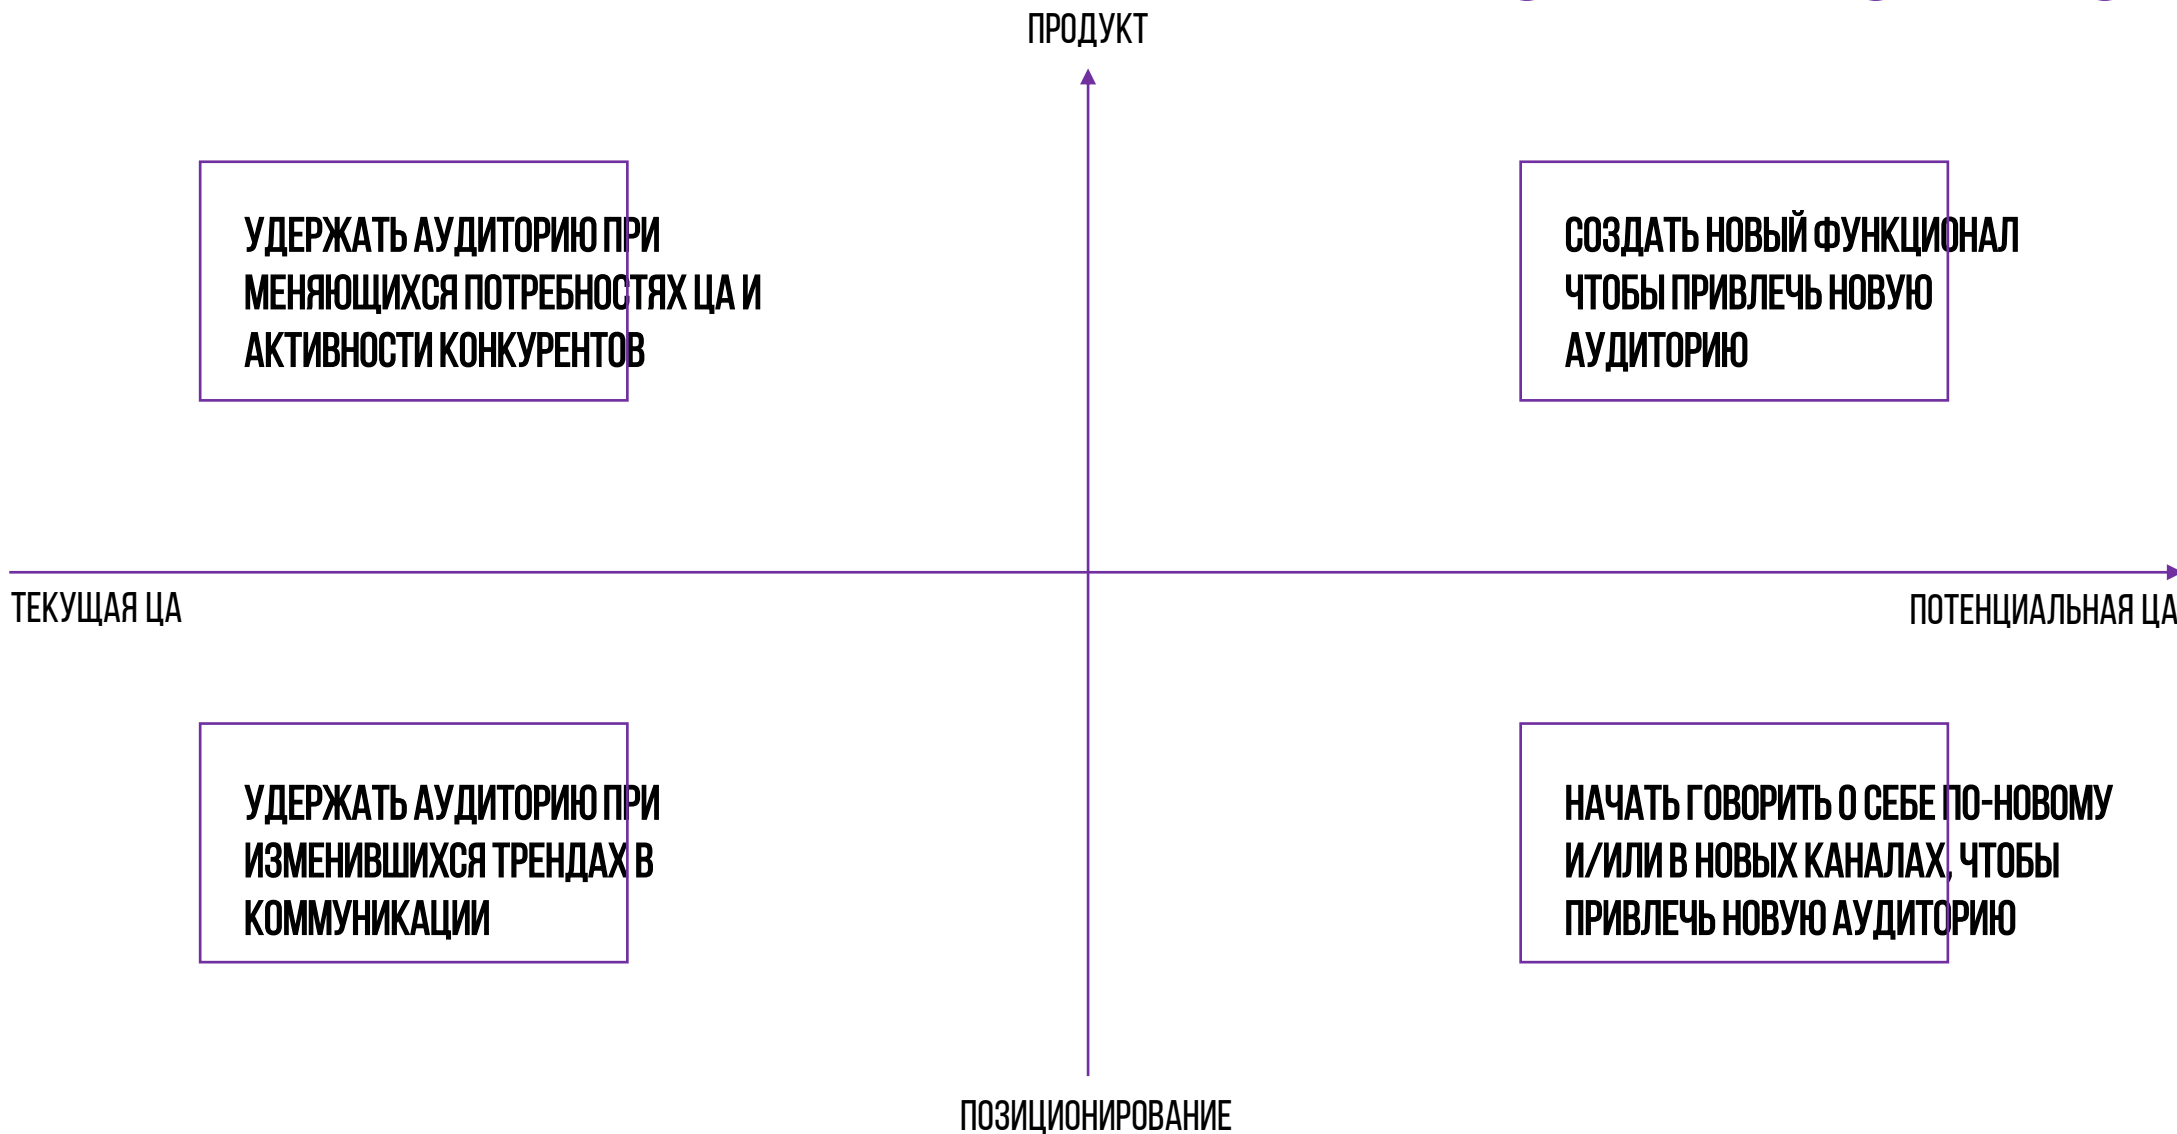 ПРОДУКТ
УДЕРЖАТЬ АУДИТОРИЮ ПРИ
МЕНЯЮЩИХСЯ ПОТРЕБНОСТЯХ ЦА И
АКТИВНОСТИ КОНКУРЕНТОВ
СОЗДАТЬ НОВЫЙ ФУНКЦИОНАЛ
ЧТОБЫ ПРИВЛЕЧЬ НОВУЮ
АУДИТОРИЮ
ТЕКУЩАЯ ЦА
ПОТЕНЦИАЛЬНАЯ ЦА
УДЕРЖАТЬ АУДИТОРИЮ ПРИ
ИЗМЕНИВШИХСЯ ТРЕНДАХ В
КОММУНИКАЦИИ
НАЧАТЬ ГОВОРИТЬ О СЕБЕ ПО-НОВОМУ
И/ИЛИ В НОВЫХ КАНАЛАХ, ЧТОБЫ
ПРИВЛЕЧЬ НОВУЮ АУДИТОРИЮ
ПОЗИЦИОНИРОВАНИЕ